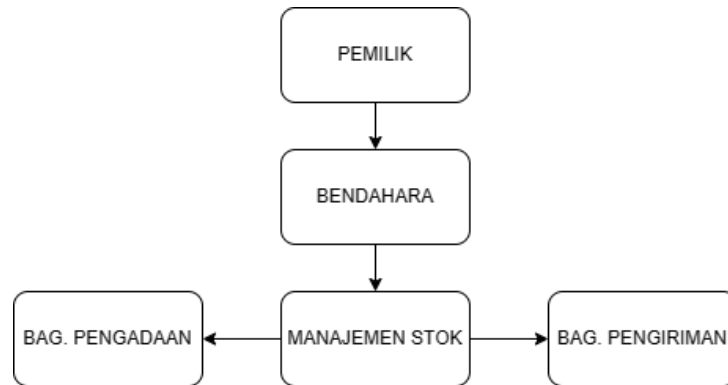 PEMILIK
BENDAHARA
BAG. PENGADAAN
MANAJEMEN STOK
BAG. PENGIRIMAN